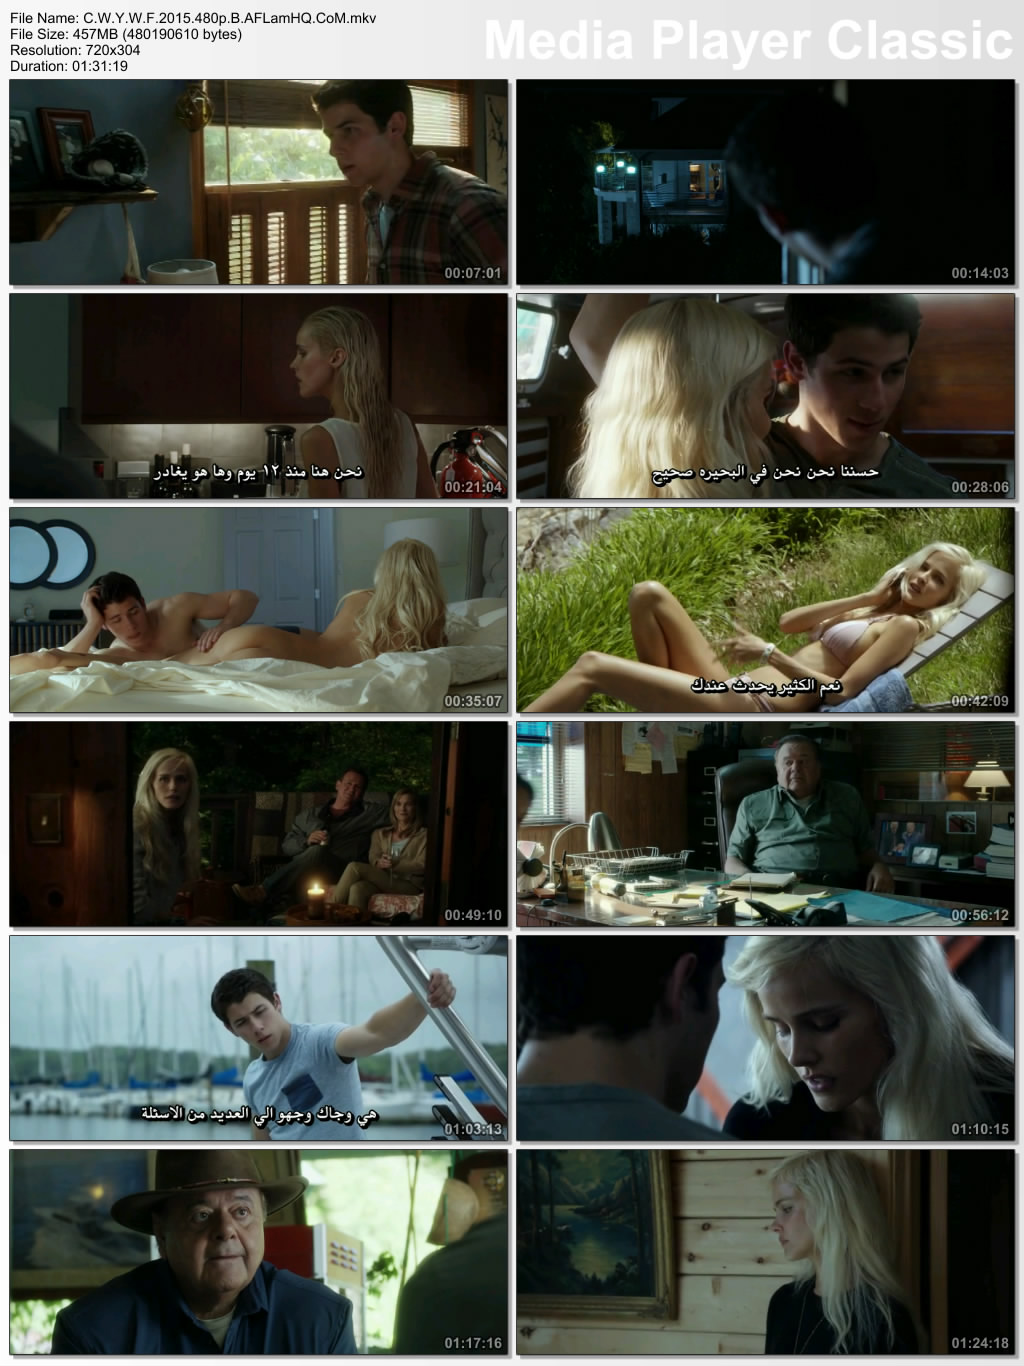 File Name: C.W.Y.W.F.2015.480p.B.AFLamHQ.CoM.mkv
File Size: 457MB (480190610 bytes)
Resolution: 720x304
Duration: 01:31:19
Media Player Classic
00:07:01
00:14:03
نحن هنا منذ ١٢ يوم وها هو يغادر
00:21:04
حسننا نحن نحن في البحيره صحيح
00:28:06
00:35:07
نعم الكثير يحدث عندك
00:42:09
00:49:10
00:56:12
هي وجاك وجهو الي العديد من الاسئلة
01:03:13
01:10:15
01:17:16
01:24:18